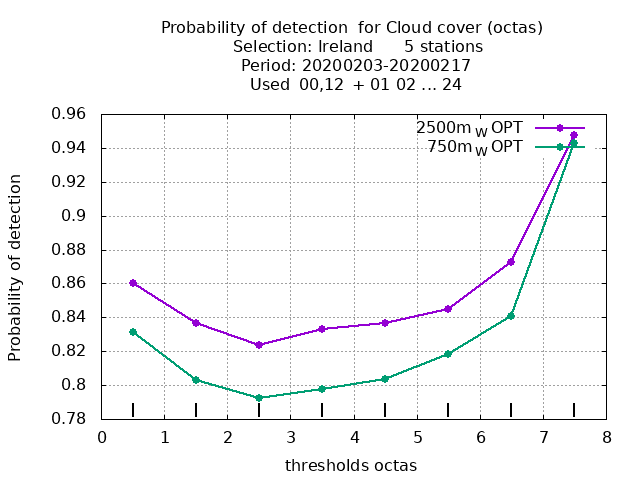 Probability of detection  for Cloud cover (octas)
Selection: Ireland      5 stations
Period: 20200203-20200217
Used  00,12  + 01 02 ... 24
0.96
0.94
0.92
0.9
0.88
0.86
0.84
0.82
0.8
0.78
Probability of detection
2500m W OPT
750m W OPT
0 1 2 3 4 5 6 7 8
thresholds octas